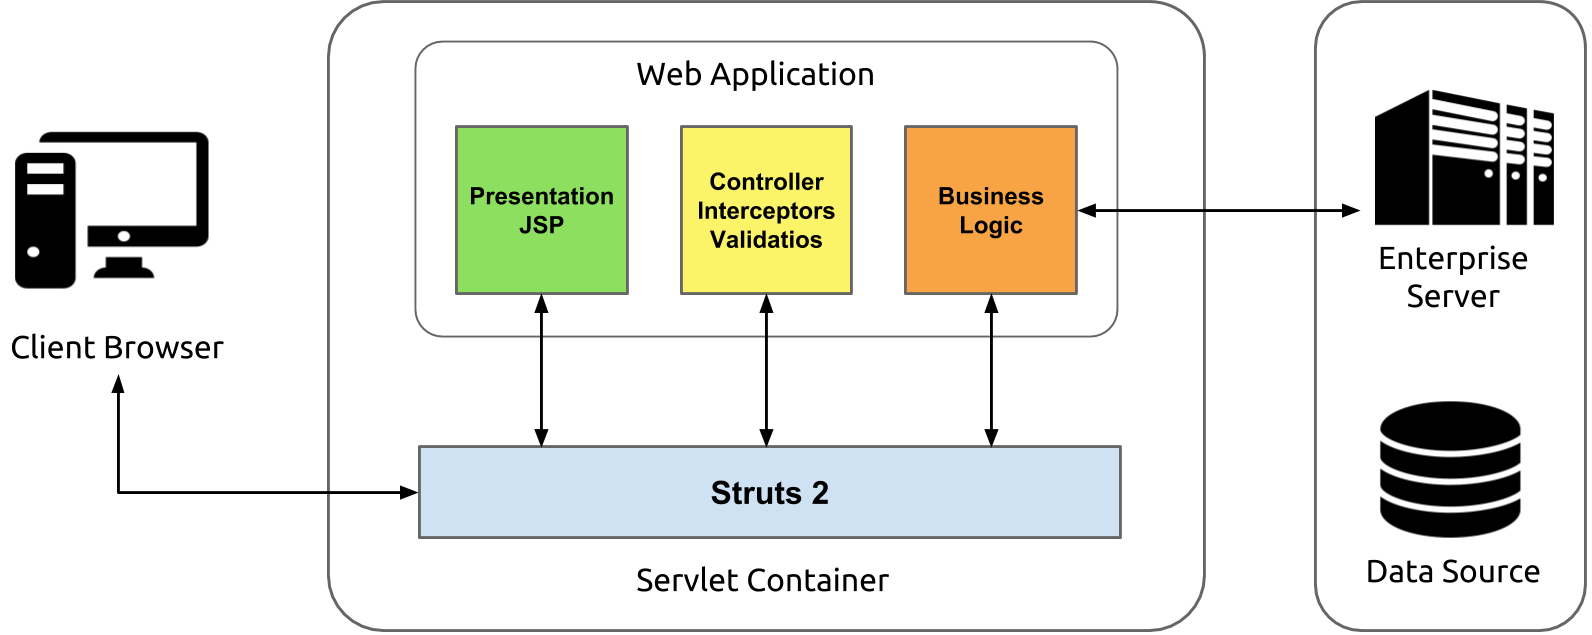 Web Application
Presentation
JSP
Controller
Interceptors
Validatios
Business
Logic
Enterprise
Server
Client Browser
Struts 2
Servlet Container
Data Source